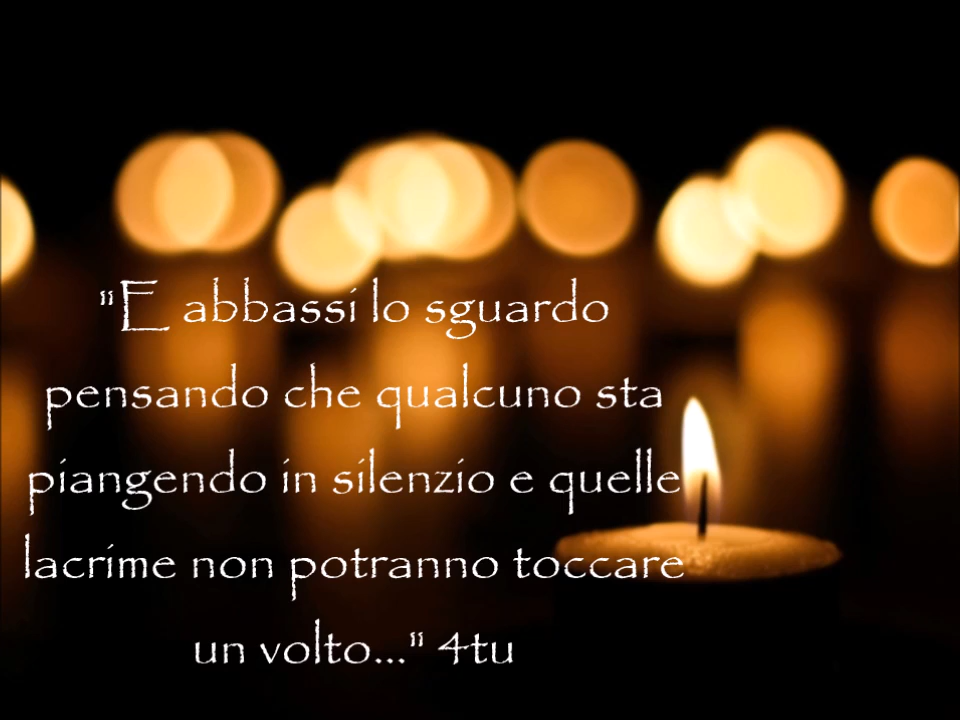 "E abbassi lo sguardo
pensando che qualcuno sta
piangendo in silenzio e quelle
lacrime non potranno toccare
un volto..." 4tu